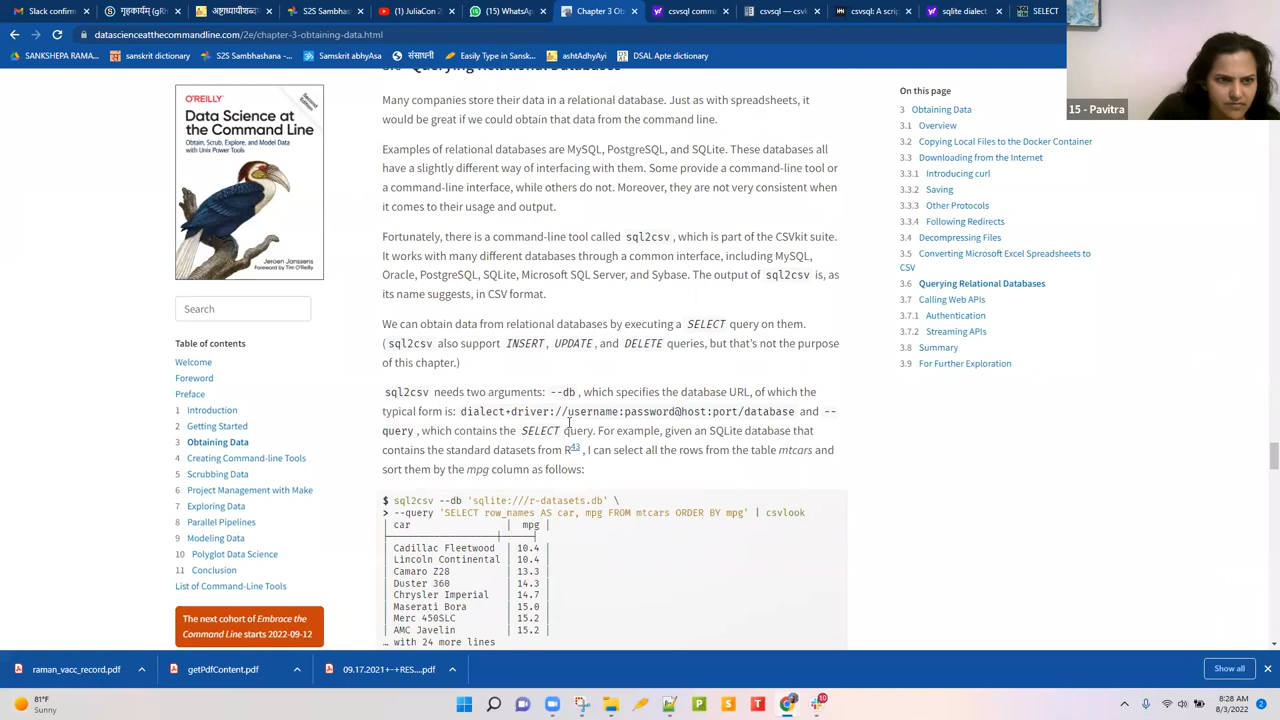 Slack confirm
(15) WhatsApp
Chapter 3 Ob
csvsql comm
csvsql — csvk
csvsql: A scrip
sqlite dialect
SELECT
datascienceatthecommandline.com/2e/chapter-3-obtaining-data.html
SANKSHEPA RAMA...
sanskrit dictionary
S2S Sambhashana -...
Samskrit abyAsa
संसाधनी
Easily Type in Sansk...
ashtAdhyAyi
DSAL Apte dictionary
15 - Pavitra
O'REILLY
Second Edition
Data Science at
the Command Line
Obtain, Scrub, Explore, and Model Data
with Unix Power Tools
Jeroen Janssens
Foreword by Tim O'Reilly
Search
Table of contents
Welcome
Foreword
Preface
1 Introduction
2 Getting Started
3 Obtaining Data
4 Creating Command-line Tools
5 Scrubbing Data
6 Project Management with Make
7 Exploring Data
8 Parallel Pipelines
9 Modeling Data
10 Polyglot Data Science
11 Conclusion
List of Command-Line Tools
The next cohort of Embrace the
Command Line starts 2022-09-12
Querying Relational Databases
Many companies store their data in a relational database. Just as with spreadsheets, it
would be great if we could obtain that data from the command line.
Examples of relational databases are MySQL, PostgreSQL, and SQLite. These databases all
have a slightly different way of interfacing with them. Some provide a command-line tool or
a command-line interface, while others do not. Moreover, they are not very consistent when
it comes to their usage and output.
Fortunately, there is a command-line tool called sql2csv, which is part of the CSVkit suite.
It works with many different databases through a common interface, including MySQL,
Oracle, PostgreSQL, SQLite, Microsoft SQL Server, and Sybase. The output of sql2csv is, as
its name suggests, in CSV format.
We can obtain data from relational databases by executing a SELECT query on them.
(sql2csv also support INSERT, UPDATE, and DELETE queries, but that's not the purpose
of this chapter.)
sql2csv needs two arguments: --db, which specifies the database URL, of which the
typical form is: dialect+driver://username:password@host:port/database and --
query, which contains the SELECT query. For example, given an SQLite database that
contains the standard datasets from R43, I can select all the rows from the table mtcars and
sort them by the mpg column as follows:
$ sql2csv --db 'sqlite:///r-datasets.db' \
> --query 'SELECT row_names AS car, mpg FROM mtcars ORDER BY mpg' | csvlook
| car | mpg |
| Cadillac Fleetwood | 10.4 |
| Lincoln Continental | 10.4 |
| Camaro Z28 | 13.3 |
| Duster 360 | 14.3 |
| Chrysler Imperial | 14.7 |
| Maserati Bora | 15.0 |
| Merc 450SLC | 15.2 |
| AMC Javelin | 15.2 |
… with 24 more lines
On this page
3 Obtaining Data
3.1 Overview
3.2 Copying Local Files to the Docker Container
3.3 Downloading from the Internet
3.3.1 Introducing curl
3.3.2 Saving
3.3.3 Other Protocols
3.3.4 Following Redirects
3.4 Decompressing Files
3.5 Converting Microsoft Excel Spreadsheets to
CSV
3.6 Querying Relational Databases
3.7 Calling Web APIs
3.7.1 Authentication
3.7.2 Streaming APIs
3.8 Summary
3.9 For Further Exploration
raman_vacc_record.pdf
getPdfContent.pdf
09.17.2021+-+RES....pdf
Show all
81°F
Sunny
10
8:28 AM
8/3/2022
2